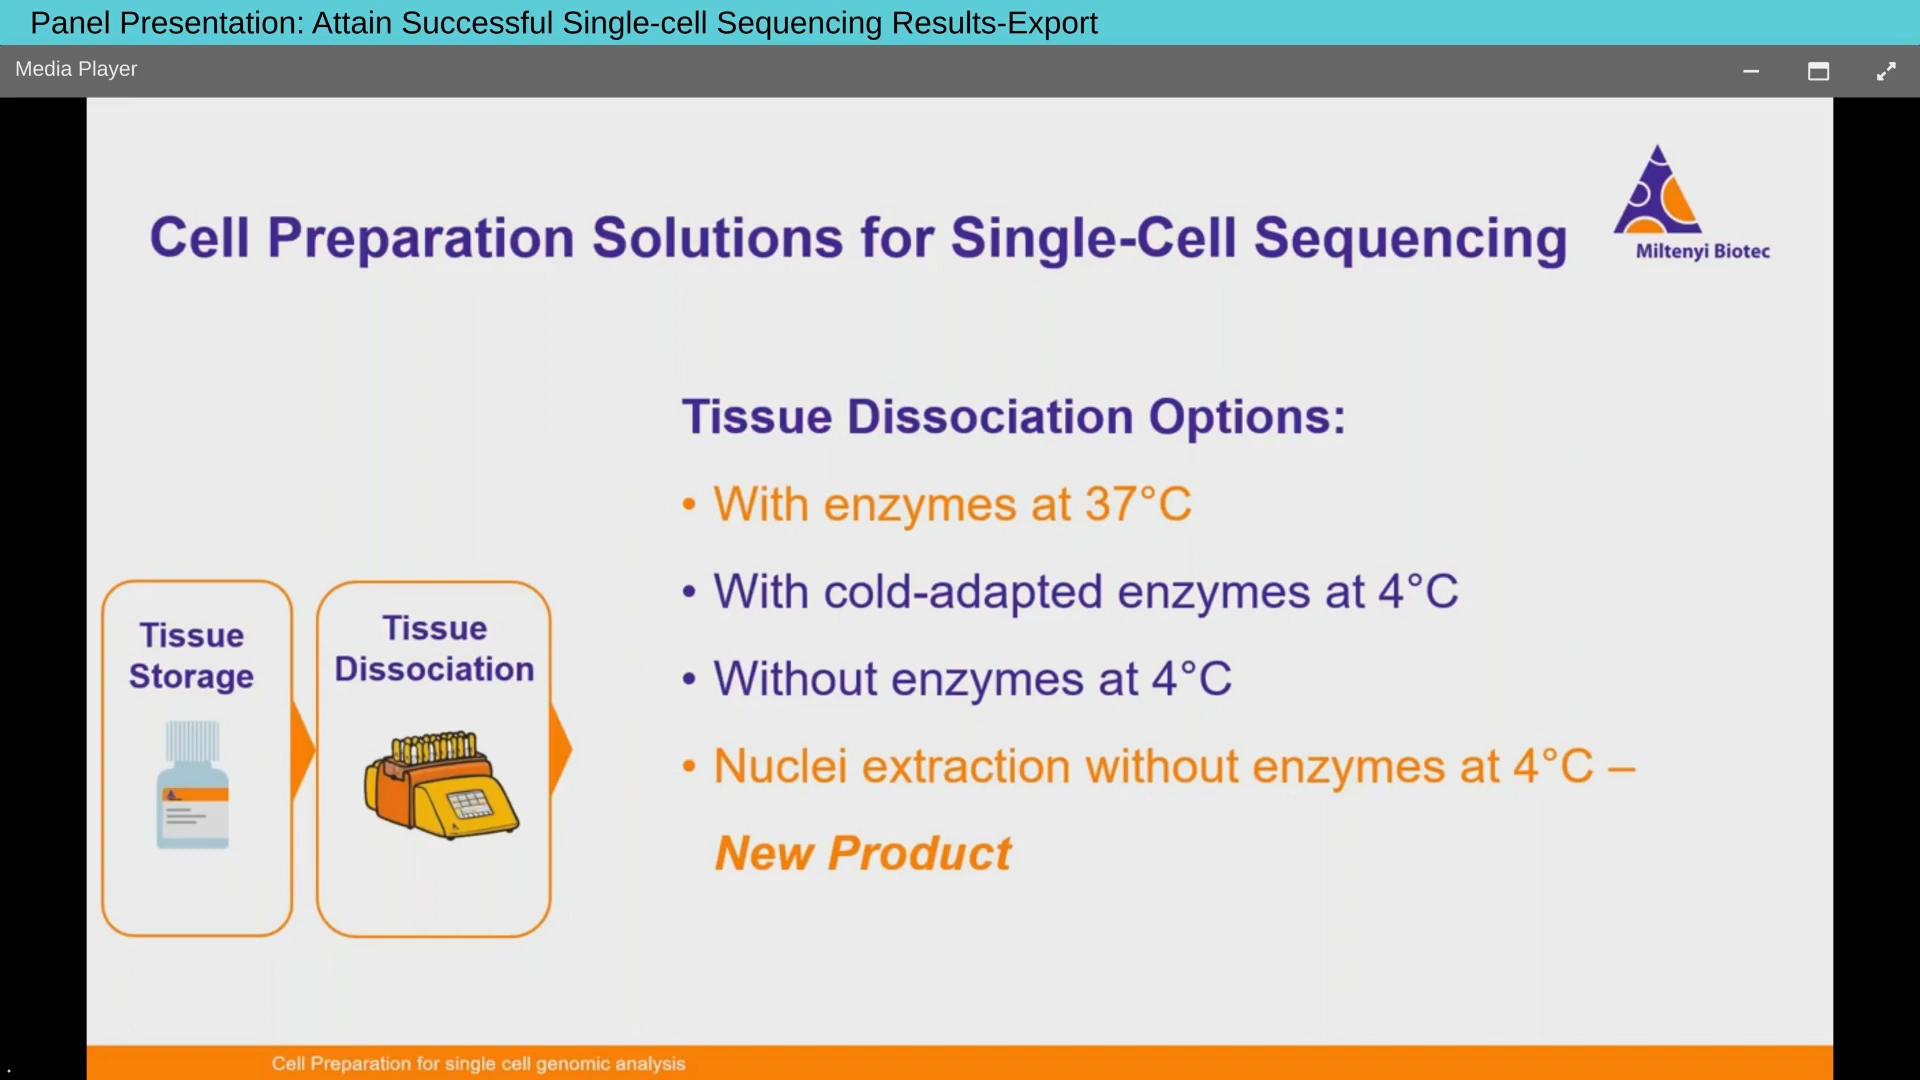 Panel Presentation: Attain Successful Single-cell Sequencing Results-Export
Media Player
Cell Preparation Solutions for Single-Cell Sequencing
Miltenyi Biotec
Tissue Dissociation Options:
• With enzymes at 37°C
• With cold-adapted enzymes at 4°C
• Without enzymes at 4°C
• Nuclei extraction without enzymes at 4°C –
New Product
Tissue
Storage
Tissue
Dissociation
Cell Preparation for single cell genomic analysis